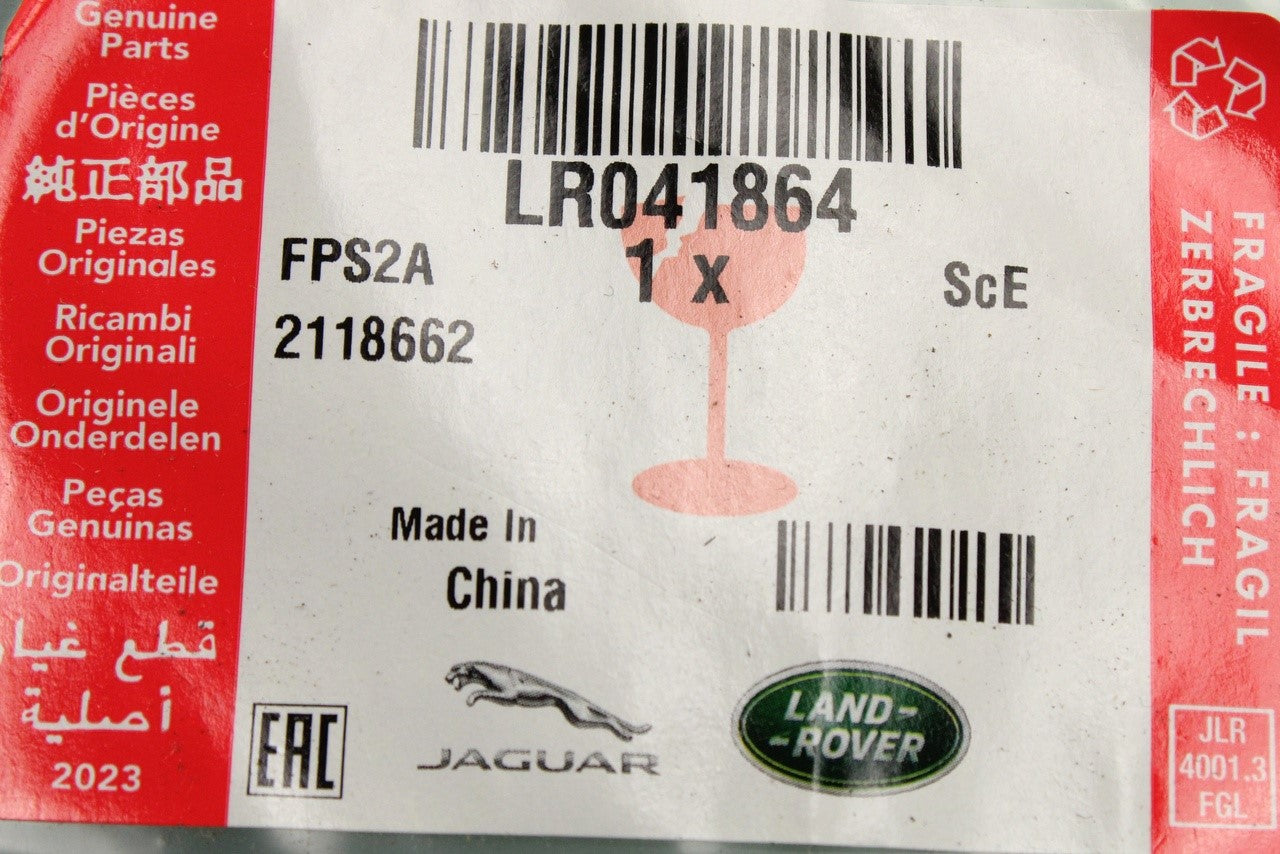 Genuine
Parts
Pièces
d'Origine
純正部品
Piezas
Originales
Ricambi
Originali
Originele
Onderdelen
Peças
Genuinas
Originalteile
قطع غيار
أصلية
2023
LR041864
1 x
FPS2A
ScE
2118662
Made In
China
EAC
JAGUAR
LAND-
-ROVER
FRAGILE : FRAGIL
ZERBRECHLICH
JLR
4001.3
FGL